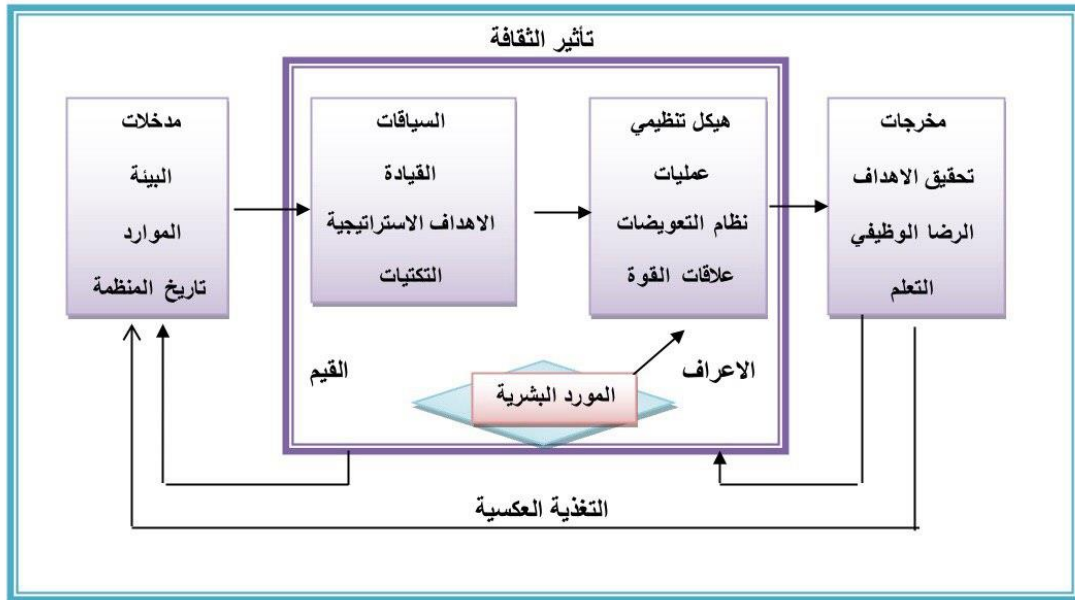 تأثير الثقافة
مدخلات
البيئة
الموارد
تاريخ المنظمة
السياقات
القيادة
الاهداف الاستراتيجية
التكتيات
هيكل تنظيمي
عمليات
نظام التعويضات
علاقات القوة
مخرجات
تحقيق الاهداف
الرضا الوظيفي
التعلم
القيم
المورد البشرية
الاعراف
التغذية العكسية